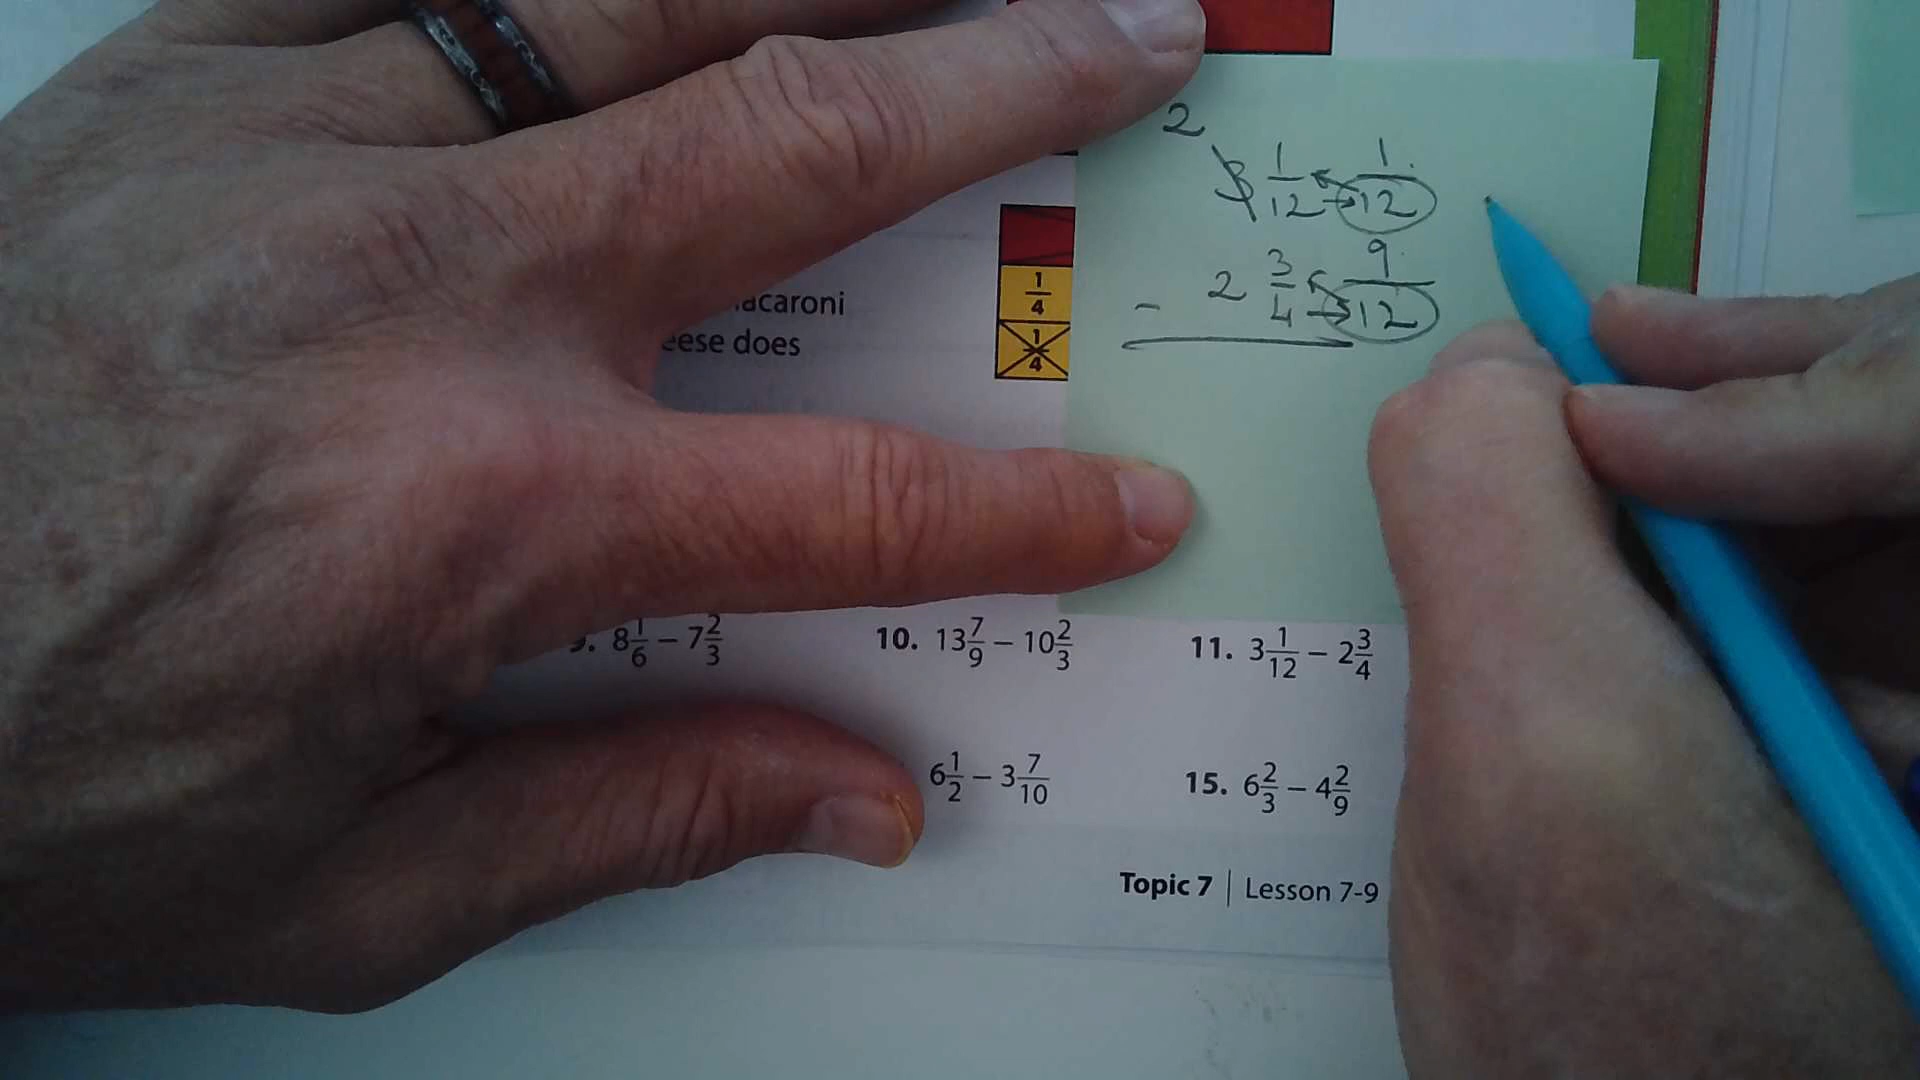 2
3 1/12 1/12
- 2 3/4 9/12
1/4
1/4
acaroni
eese does
9. 8 1/6 – 7 2/3 10. 13 7/9 – 10 2/3 11. 3 1/12 – 2 3/4
6 1/2 – 3 7/10 15. 6 2/3 – 4 2/9
Topic 7 | Lesson 7-9